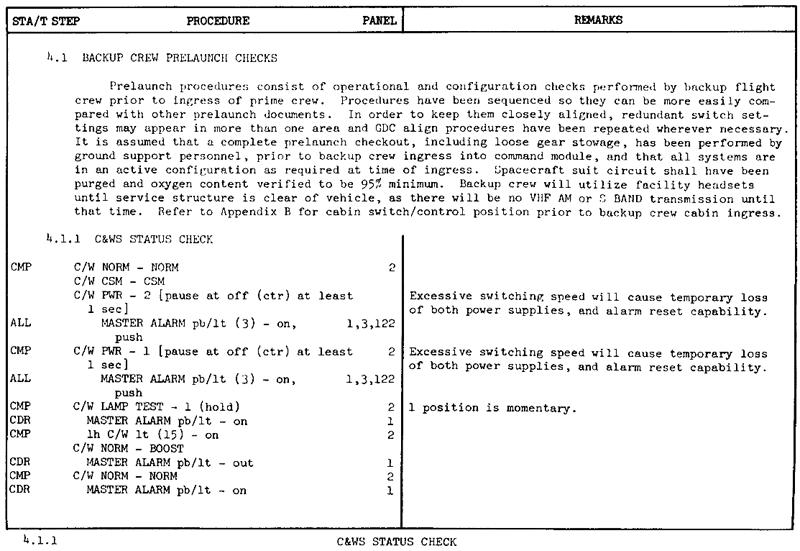 STA/T STEP PROCEDURE PANEL REMARKS
4.1 BACKUP CREW PRELAUNCH CHECKS
Prelaunch procedures consist of operational and configuration checks performed by backup flight
crew prior to ingress of prime crew. Procedures have been sequenced so they can be more easily com-
pared with other prelaunch documents. In order to keep them closely aligned, redundant switch set-
tings may appear in more than one area and GDC align procedures have been repeated wherever necessary.
It is assumed that a complete prelaunch checkout, including loose gear stowage, has been performed by
ground support personnel, prior to backup crew ingress into command module, and that all systems are
in an active configuration as required at time of ingress. Spacecraft suit circuit shall have been
purged and oxygen content verified to be 95% minimum. Backup crew will utilize facility headsets
until service structure is clear of vehicle, as there will be no VHF AM or S BAND transmission until
that time. Refer to Appendix B for cabin switch/control position prior to backup crew cabin ingress.
4.1.1 C&WS STATUS CHECK
CMP C/W NORM - NORM 2
C/W CSM - CSM
C/W PWR - 2 [pause at off (ctr) at least Excessive switching speed will cause temporary loss
1 sec] of both power supplies, and alarm reset capability.
ALL MASTER ALARM pb/lt (3) - on, 1,3,122
push
CMP C/W PWR - 1 [pause at off (ctr) at least 2 Excessive switching speed will cause temporary loss
1 sec] of both power supplies, and alarm reset capability.
ALL MASTER ALARM pb/lt (3) - on, 1,3,122
push
CMP C/W LAMP TEST - 1 (hold) 2 1 position is momentary.
CDR MASTER ALARM pb/lt - on 1
CMP lh C/W lt (15) - on 2
C/W NORM - BOOST
CDR MASTER ALARM pb/lt - out 1
CMP C/W NORM - NORM 2
CDR MASTER ALARM pb/lt - on 1
4.1.1 C&WS STATUS CHECK